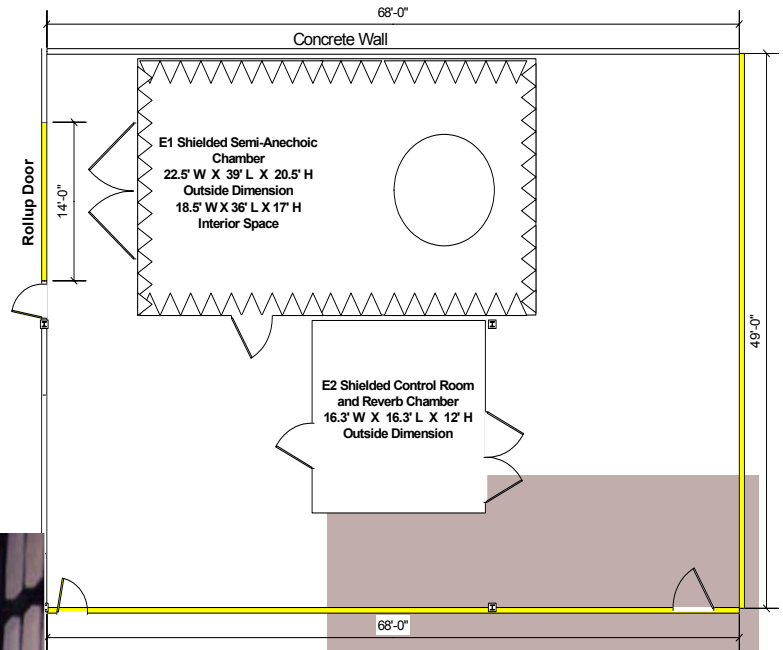 68'-0"
Concrete Wall
E1 Shielded Semi-Anechoic
Chamber
22.5' W X 39' L X 20.5' H
Outside Dimension
18.5' W X 36' L X 17' H
Interior Space
Rollup Door
14'-0"
49'-0"
E2 Shielded Control Room
and Reverb Chamber
16.3' W X 16.3' L X 12' H
Outside Dimension
68'-0"